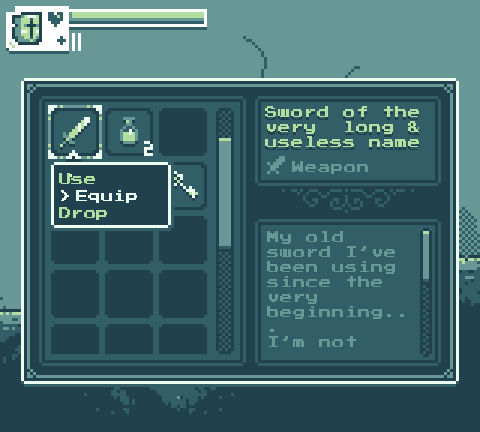 Sword of the
very long &
useless name
Weapon
2
Use
> Equip
Drop
My old
sword I've
been using
since the
very
beginning..
.
I'm not